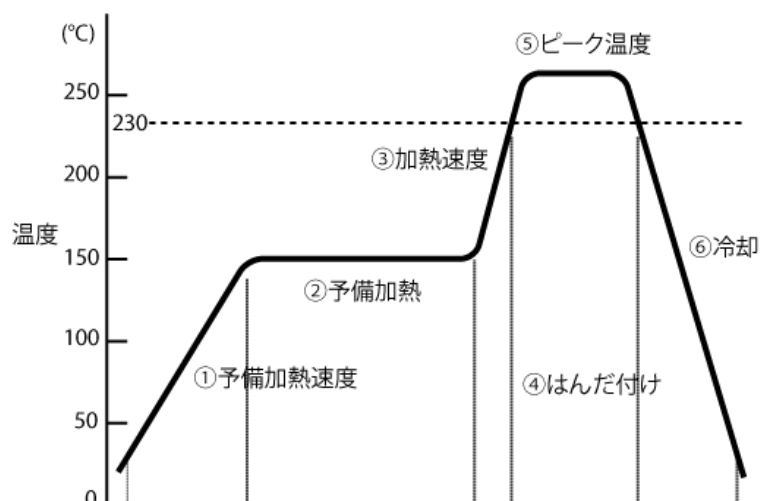 (℃)
⑤ピーク温度
250
230
③加熱速度
200
温度
⑥冷却
150
②予備加熱
100
①予備加熱速度
④はんだ付け
50
0